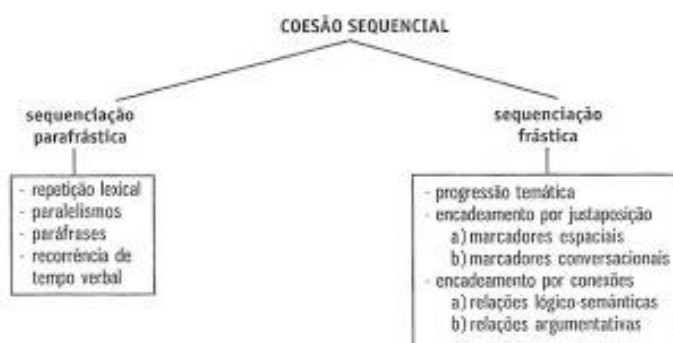 COESÃO SEQUENCIAL
sequenciação
parafrástica
- repetição lexical
- paralelismos
- paráfrases
- recorrência de
tempo verbal
sequenciação
frástica
- progressão temática
- encadeamento por justaposição
a) marcadores espaciais
b) marcadores conversacionais
- encadeamento por conexões
a) relações lógico-semânticas
b) relações argumentativas